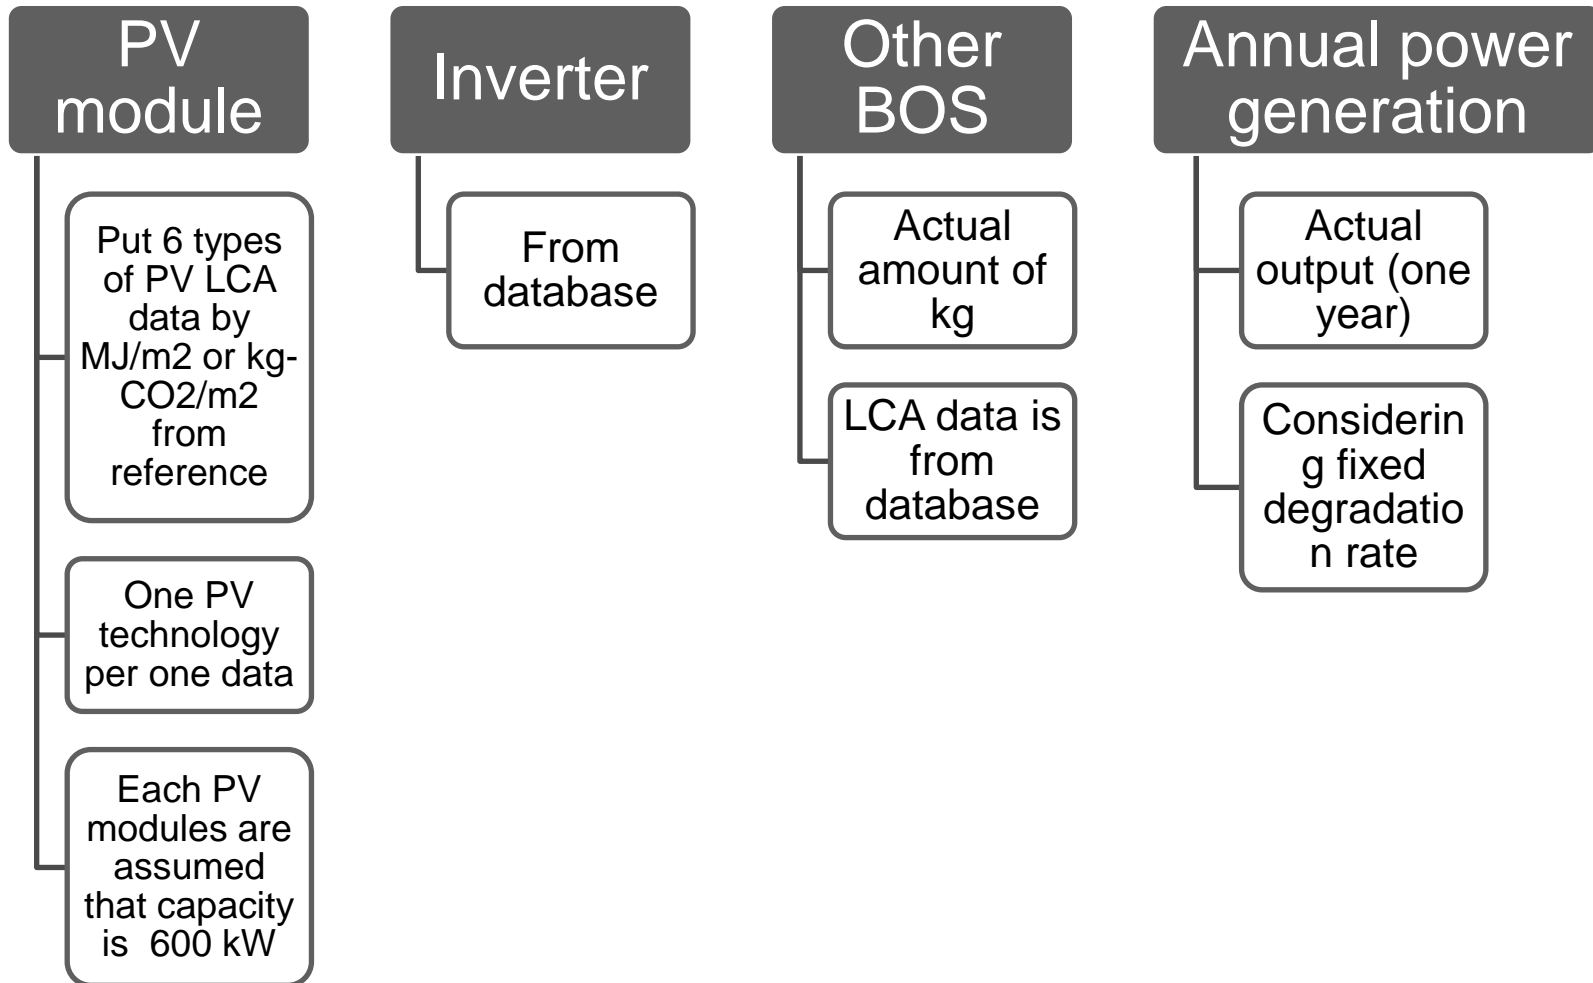 PV
module
Put 6 types
of PV LCA
data by
MJ/m2 or kg-
CO2/m2
from
reference
One PV
technology
per one data
Each PV
modules are
assumed
that capacity
is  600 kW
Inverter
From
database
Other
BOS
Actual
amount of
kg
LCA data is
from
database
Annual power
generation
Actual
output (one
year)
Considerin
g fixed
degradatio
n rate